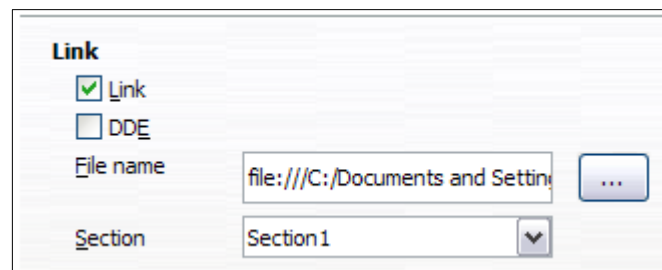 Link
Link
DDE
File name file:///C:/Documents and Settin ...
Section Section1